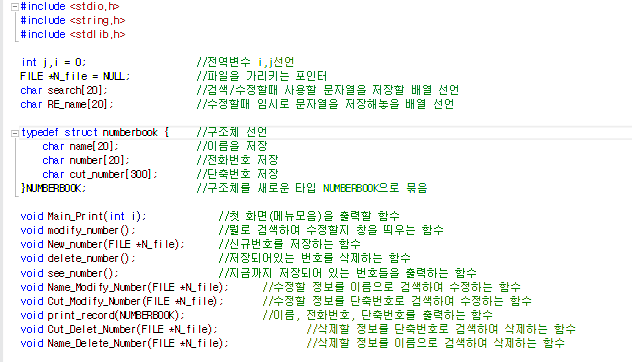 #include <stdio.h>
#include <string.h>
#include <stdlib.h>
int j,i = 0; //전역변수 i,j선언
FILE *N_file = NULL; //파일을 가리키는 포인터
char search[20]; //검색/수정할때 사용할 문자열을 저장할 배열 선언
char RE_name[20]; //수정할때 임시로 문자열을 저장해놓을 배열 선언
typedef struct numberbook { //구조체 선언
char name[20]; //이름을 저장
char number[20]; //전화번호 저장
char cut_number[300]; //단축번호 저장
}NUMBERBOOK; //구조체를 새로운 타입 NUMBERBOOK으로 묶음
void Main_Print(int i); //첫 화면(메뉴모음)을 출력할 함수
void modify_number(); //뭘로 검색하여 수정할지 창을 띄우는 함수
void New_number(FILE *N_file); //신규번호를 저장하는 함수
void delete_number(); //저장되어있는 번호를 삭제하는 함수
void see_number(); //지금까지 저장되어 있는 번호들을 출력하는 함수
void Name_Modify_Number(FILE *N_file); //수정할 정보를 이름으로 검색하여 수정하는 함수
void Cut_Modify_Number(FILE *N_file); //수정할 정보를 단축번호로 검색하여 수정하는 함수
void print_record(NUMBERBOOK); //이름, 전화번호, 단축번호를 출력하는 함수
void Cut_Delet_Number(FILE *N_file); //삭제할 정보를 단축번호로 검색하여 삭제하는 함수
void Name_Delete_Number(FILE *N_file); //삭제할 정보를 이름으로 검색하여 삭제하는 함수